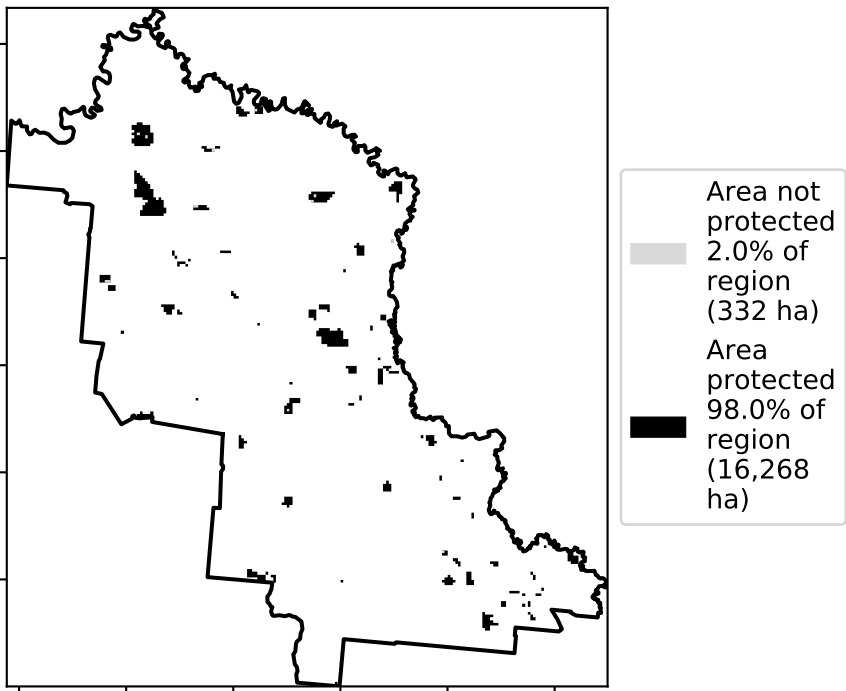 Area not
protected
2.0% of
region
(332 ha)
Area
protected
98.0% of
region
(16,268
ha)